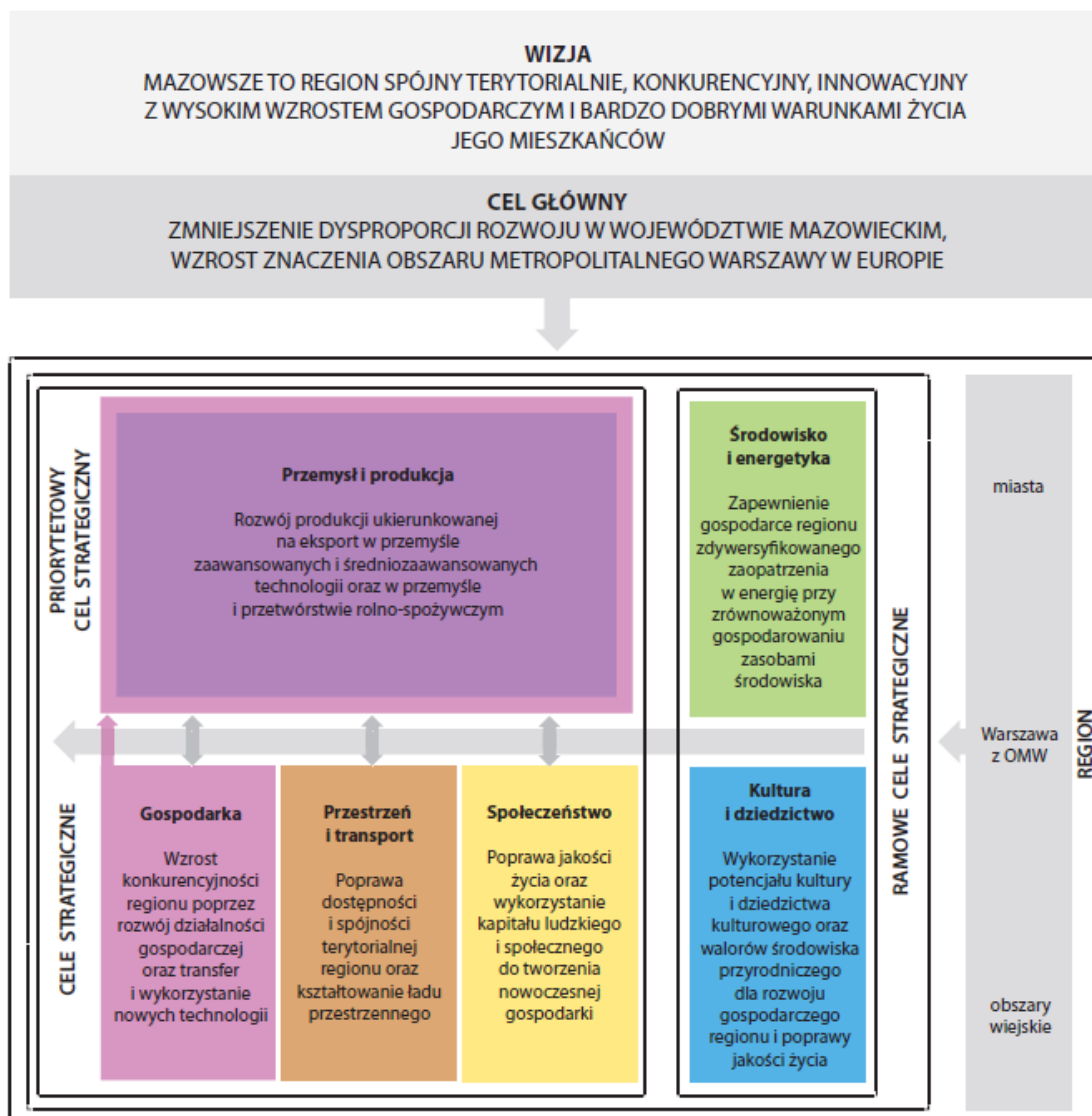 WIZJA
MAZOWSZE TO REGION SPÓJNY TERYTORIALNIE, KONKURENCYJNY, INNOWACYJNY
Z WYSOKIM WZROSTEM GOSPODARCZYM I BARDZO DOBRYMI WARUNKAMI ŻYCIA
JEGO MIESZKAŃCÓW
CEL GŁÓWNY
ZMNIEJSZENIE DYSPROPORCJI ROZWOJU W WOJEWÓDZTWIE MAZOWIECKIM,
WZROST ZNACZENIA OBSZARU METROPOLITALNEGO WARSZAWY W EUROPIE
PRIORYTETOWY
CEL STRATEGICZNY
Przemysł i produkcja
Rozwój produkcji ukierunkowanej
na eksport w przemyśle
zaawansowanych i średniozaawansowanych
technologii oraz w przemyśle
i przetwórstwie rolno-spożywczym
Środowisko
i energetyka
Zapewnienie
gospodarce regionu
zdywersyfikowanego
zaopatrzenia
w energię przy
zrównoważonym
gospodarowaniu
zasobami
środowiska
CELE STRATEGICZNE
Gospodarka
Wzrost
konkurencyjności
regionu poprzez
rozwój działalności
gospodarczej
oraz transfer
i wykorzystanie
nowych technologii
Przestrzeń
i transport
Poprawa
dostępności
i spójności
terytorialnej
regionu oraz
kształtowanie ładu
przestrzennego
Społeczeństwo
Poprawa jakości
życia oraz
wykorzystanie
kapitału ludzkiego
i społecznego
do tworzenia
nowoczesnej
gospodarki
Kultura
i dziedzictwo
Wykorzystanie
potencjału kultury
i dziedzictwa
kulturowego oraz
walorów środowiska
przyrodniczego
dla rozwoju
gospodarczego
regionu i poprawy
jakości życia
RAMOWE CELE STRATEGICZNE
miasta
Warszawa
z OMW
obszary
wiejskie
REGION